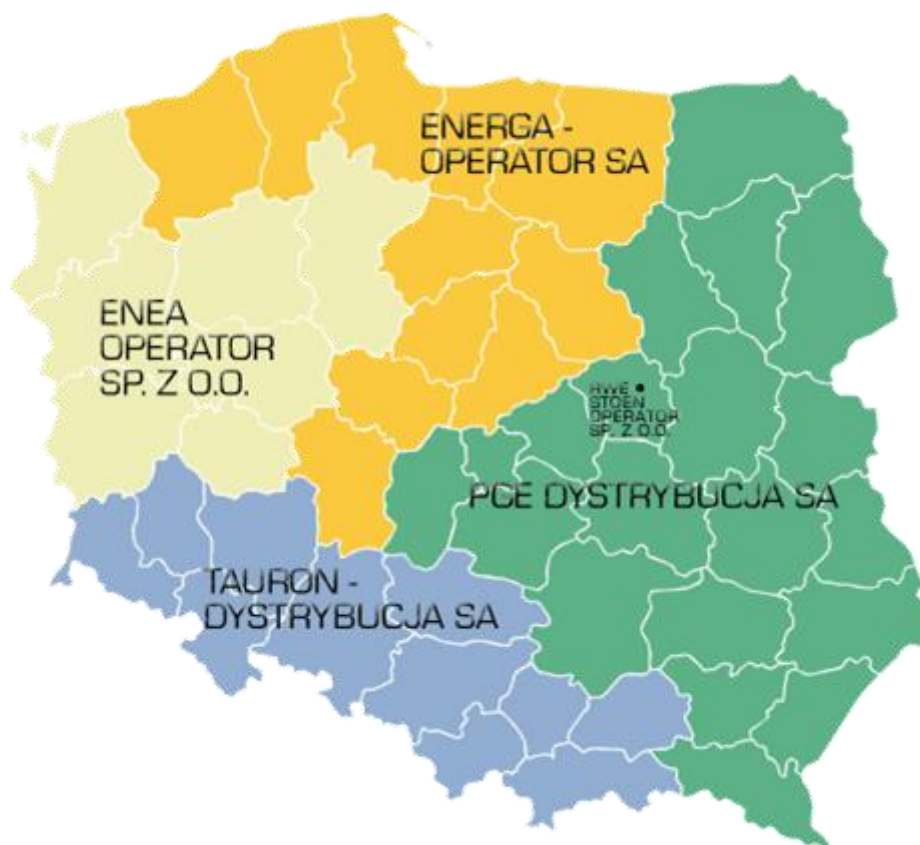 ENERGA -
OPERATOR SA
ENEA
OPERATOR
SP. Z O.O.
RWE
STOEN
OPERATOR
SP. Z O.O.
PGE DYSTRYBUCJA SA
TAURON -
DYSTRYBUCJA SA